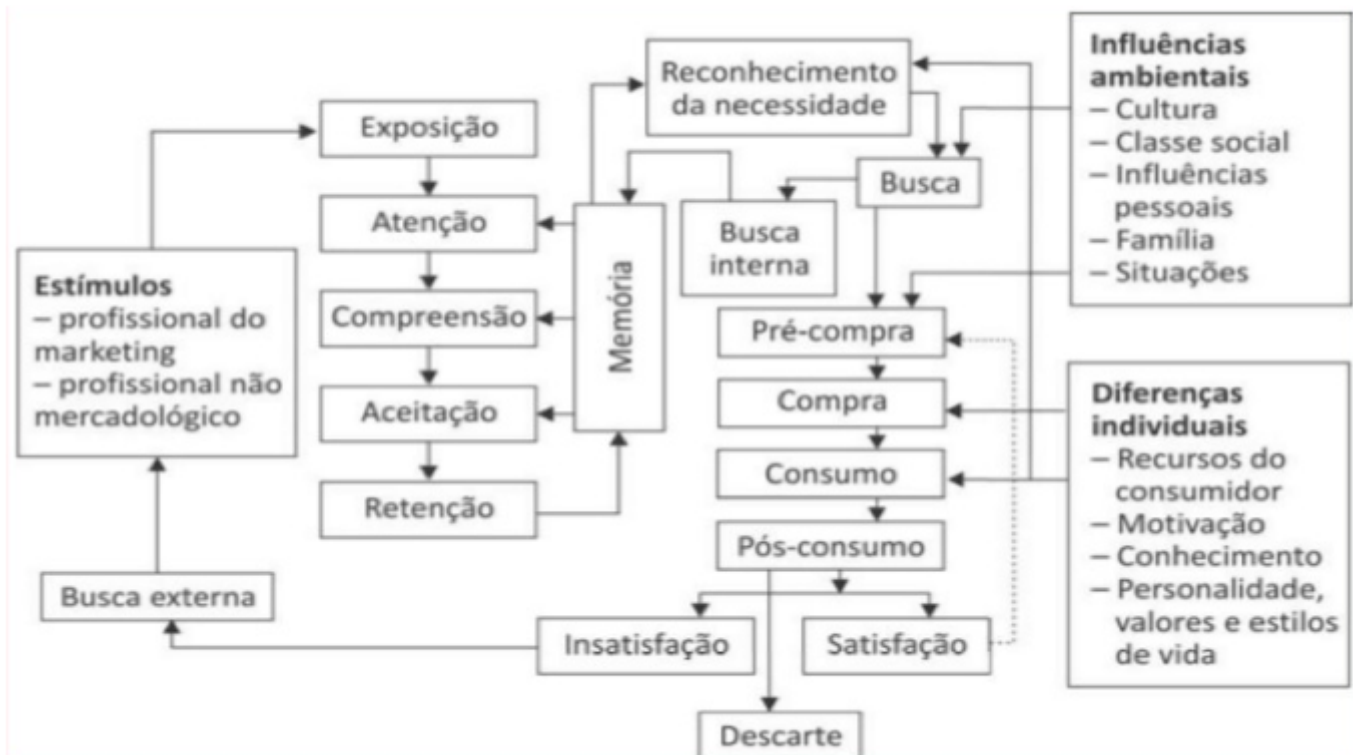 Estímulos
– profissional do
marketing
– profissional não
mercadológico
Busca externa
Exposição
Atenção
Compreensão
Aceitação
Retenção
Memória
Reconhecimento
da necessidade
Busca
Busca
interna
Pré-compra
Compra
Consumo
Pós-consumo
Insatisfação
Satisfação
Descarte
Influências
ambientais
– Cultura
– Classe social
– Influências
pessoais
– Família
– Situações
Diferenças
individuais
– Recursos do
consumidor
– Motivação
– Conhecimento
– Personalidade,
valores e estilos
de vida